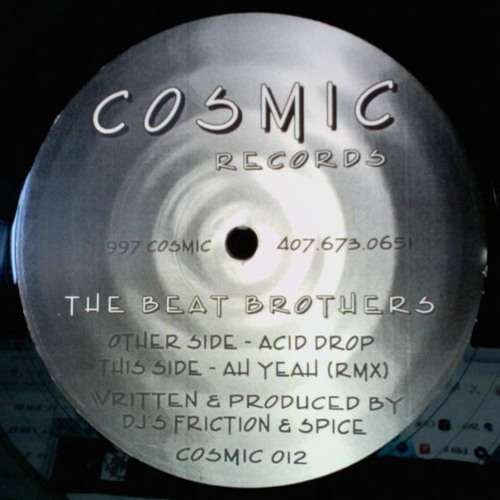 COSMIC
RECORDS
997 COSMIC 407.673.0651
THE BEAT BROTHERS
OTHER SIDE - ACID DROP
THIS SIDE - AH YEAH (RMX)
WRITTEN & PRODUCED BY
DJ'S FRICTION & SPICE
COSMIC 012